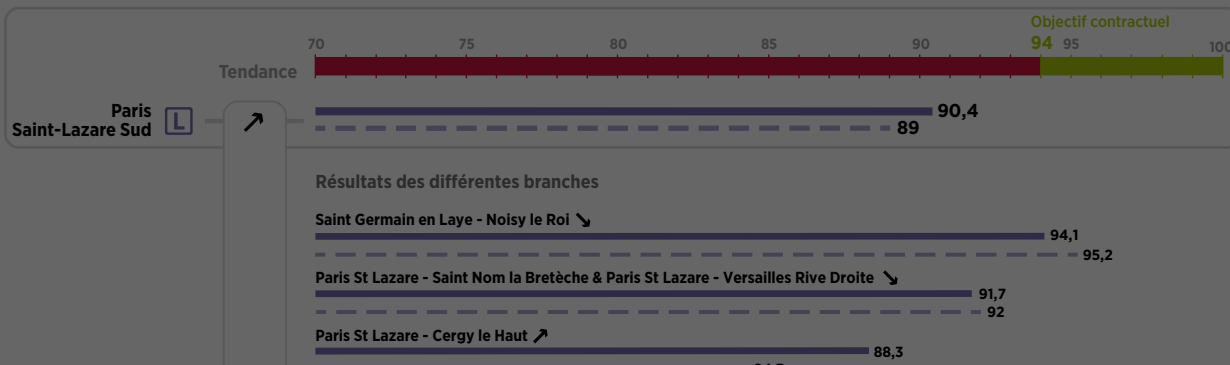 Objectif contractuel
70 75 80 85 90 94 95 100
Tendance
Paris
Saint-Lazare Sud
L
90,4
89
Résultats des différentes branches
Saint Germain en Laye - Noisy le Roi
94,1
95,2
Paris St Lazare - Saint Nom la Bretèche & Paris St Lazare - Versailles Rive Droite
91,7
92
Paris St Lazare - Cergy le Haut
88,3